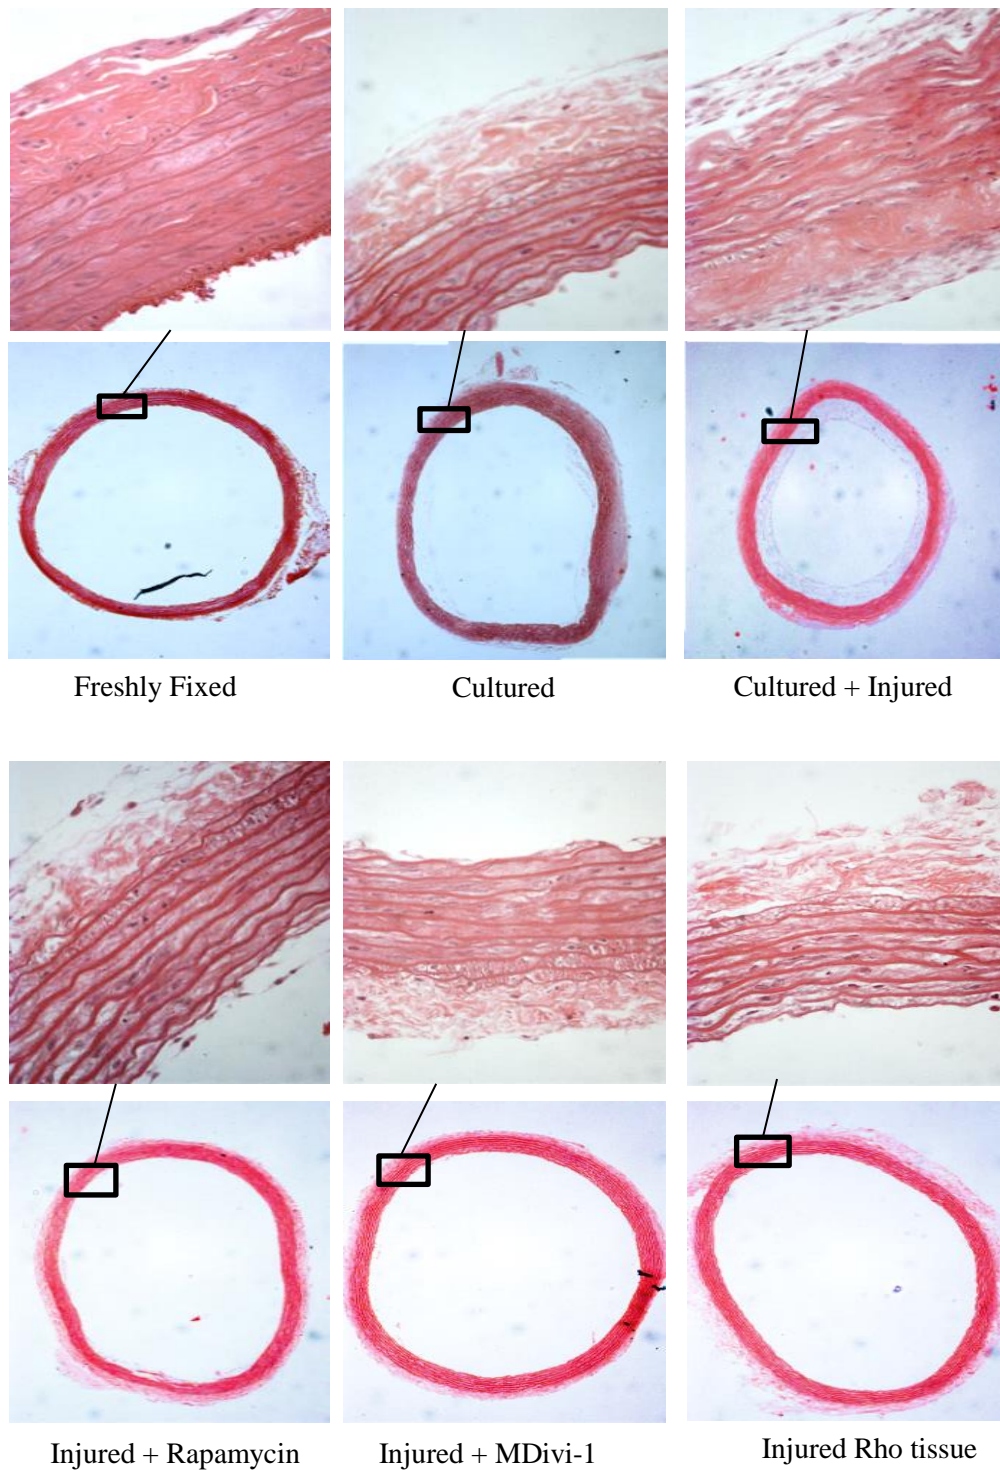 Freshly Fixed
Cultured
Cultured + Injured
Injured + Rapamycin
Injured + MDivi-1
Injured Rho tissue